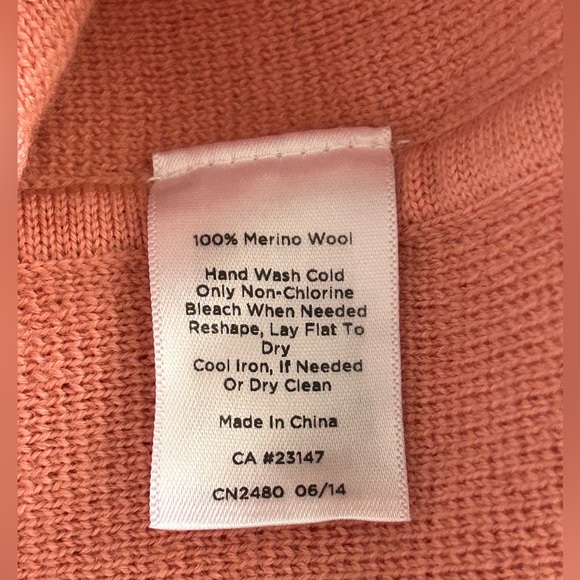 100% Merino Wool
Hand Wash Cold
Only Non-Chlorine
Bleach When Needed
Reshape, Lay Flat To
Dry
Cool Iron, If Needed
Or Dry Clean
Made In China
CA #23147
CN2480 06/14